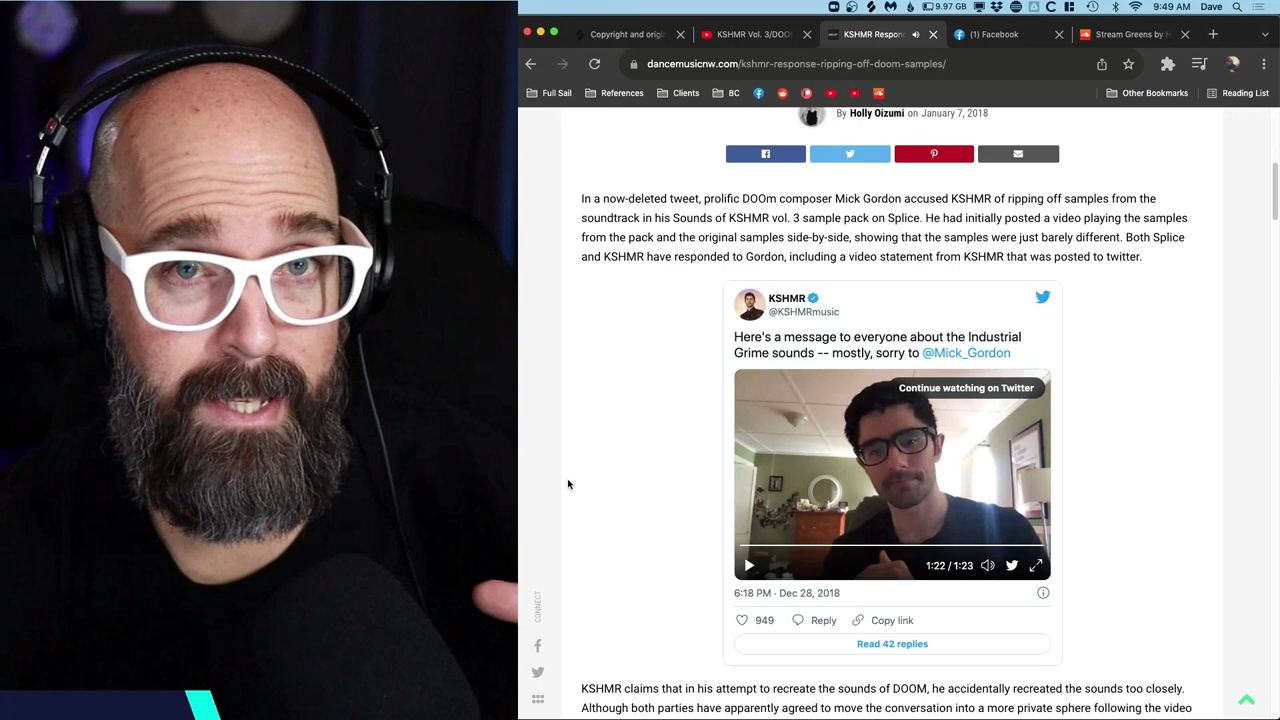 9.97 GB
9:49 AM Dave
Copyright and origi
KSHMR Vol. 3/DOO
KSHMR Respon
(1) Facebook
Stream Greens by H
dancemusicnw.com/kshmr-response-ripping-off-doom-samples/
Full Sail
References
Clients
BC
Other Bookmarks
Reading List
By Holly Oizumi on January 7, 2018
In a now-deleted tweet, prolific DOOm composer Mick Gordon accused KSHMR of ripping off samples from the
soundtrack in his Sounds of KSHMR vol. 3 sample pack on Splice. He had initially posted a video playing the samples
from the pack and the original samples side-by-side, showing that the samples were just barely different. Both Splice
and KSHMR have responded to Gordon, including a video statement from KSHMR that was posted to twitter.
KSHMR
@KSHMRmusic
Here's a message to everyone about the Industrial
Grime sounds -- mostly, sorry to @Mick_Gordon
Continue watching on Twitter
1:22 / 1:23
6:18 PM · Dec 28, 2018
949 Reply Copy link
Read 42 replies
CONNECT
KSHMR claims that in his attempt to recreate the sounds of DOOM, he accidentally recreated the sounds too closely.
Although both parties have apparently agreed to move the conversation into a more private sphere following the video